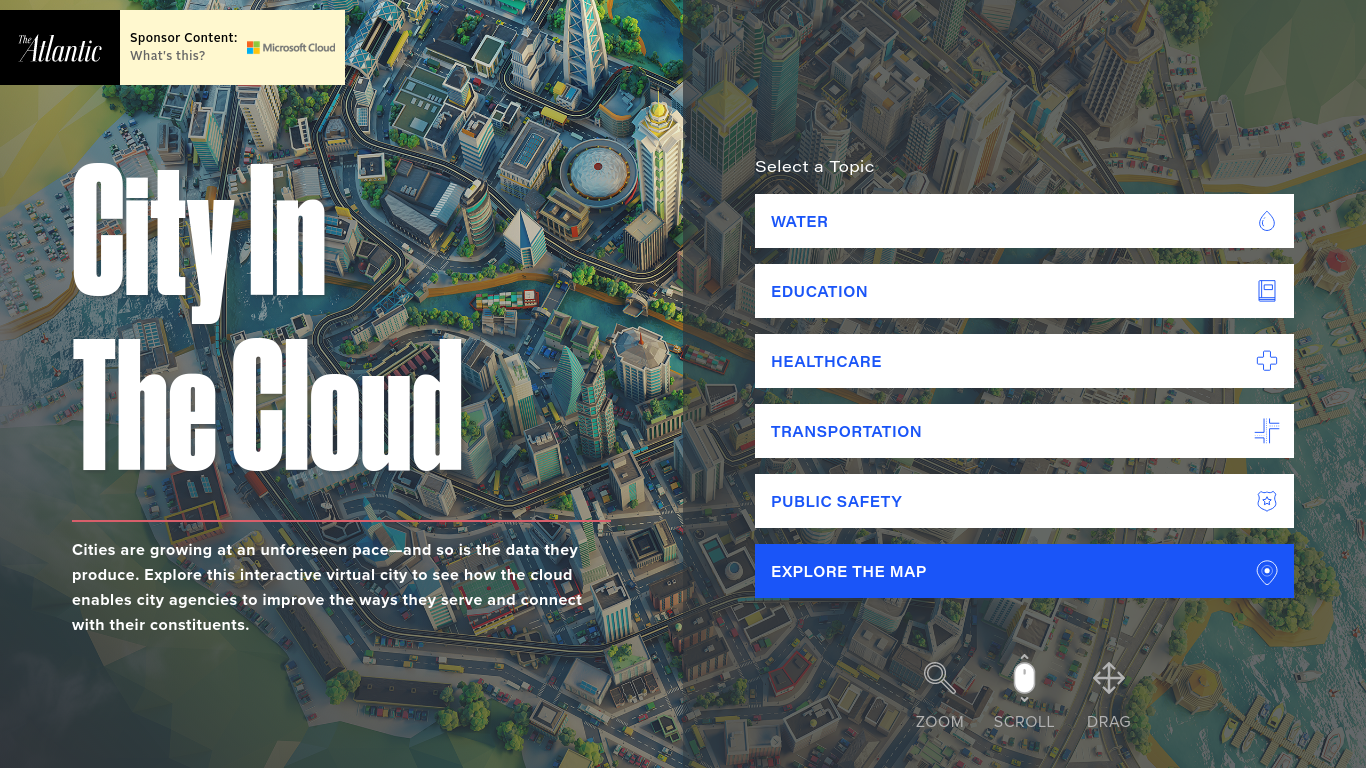 The Atlantic
Sponsor Content:
What's this?
Microsoft Cloud
City In
The Cloud
Cities are growing at an unforeseen pace—and so is the data they
produce. Explore this interactive virtual city to see how the cloud
enables city agencies to improve the ways they serve and connect
with their constituents.
Select a Topic
WATER
EDUCATION
HEALTHCARE
TRANSPORTATION
PUBLIC SAFETY
EXPLORE THE MAP
ZOOM
SCROLL
DRAG